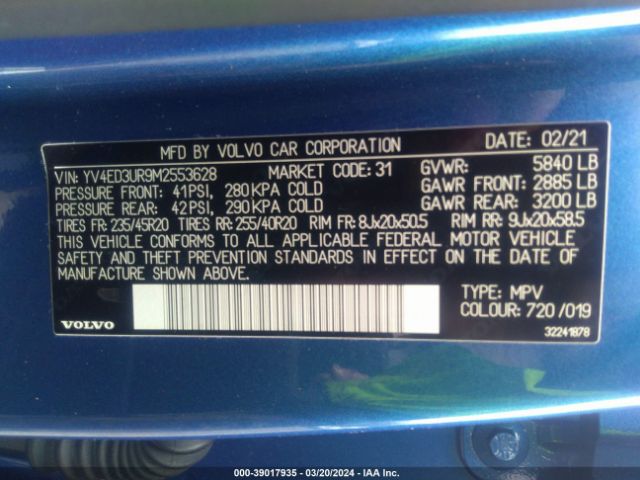 MFD BY VOLVO CAR CORPORATION DATE: 02/21
VIN: YV4ED3UR9M2553628 MARKET CODE: 31 GVWR: 5840 LB
PRESSURE FRONT: 41PSI, 280KPA COLD GAWR FRONT: 2885 LB
PRESSURE REAR: 42PSI, 290KPA COLD GAWR REAR: 3200 LB
TIRES FR: 235/45R20 TIRES RR: 255/40R20 RIM FR: 8Jx20x50.5 RIM RR: 9Jx20x58.5
THIS VEHICLE CONFORMS TO ALL APPLICABLE FEDERAL MOTOR VEHICLE
SAFETY AND THEFT PREVENTION STANDARDS IN EFFECT ON THE DATE OF
MANUFACTURE SHOWN ABOVE.
TYPE: MPV
COLOUR: 720/019
VOLVO 32241878
000-39017935 - 03/20/2024 - IAA Inc.